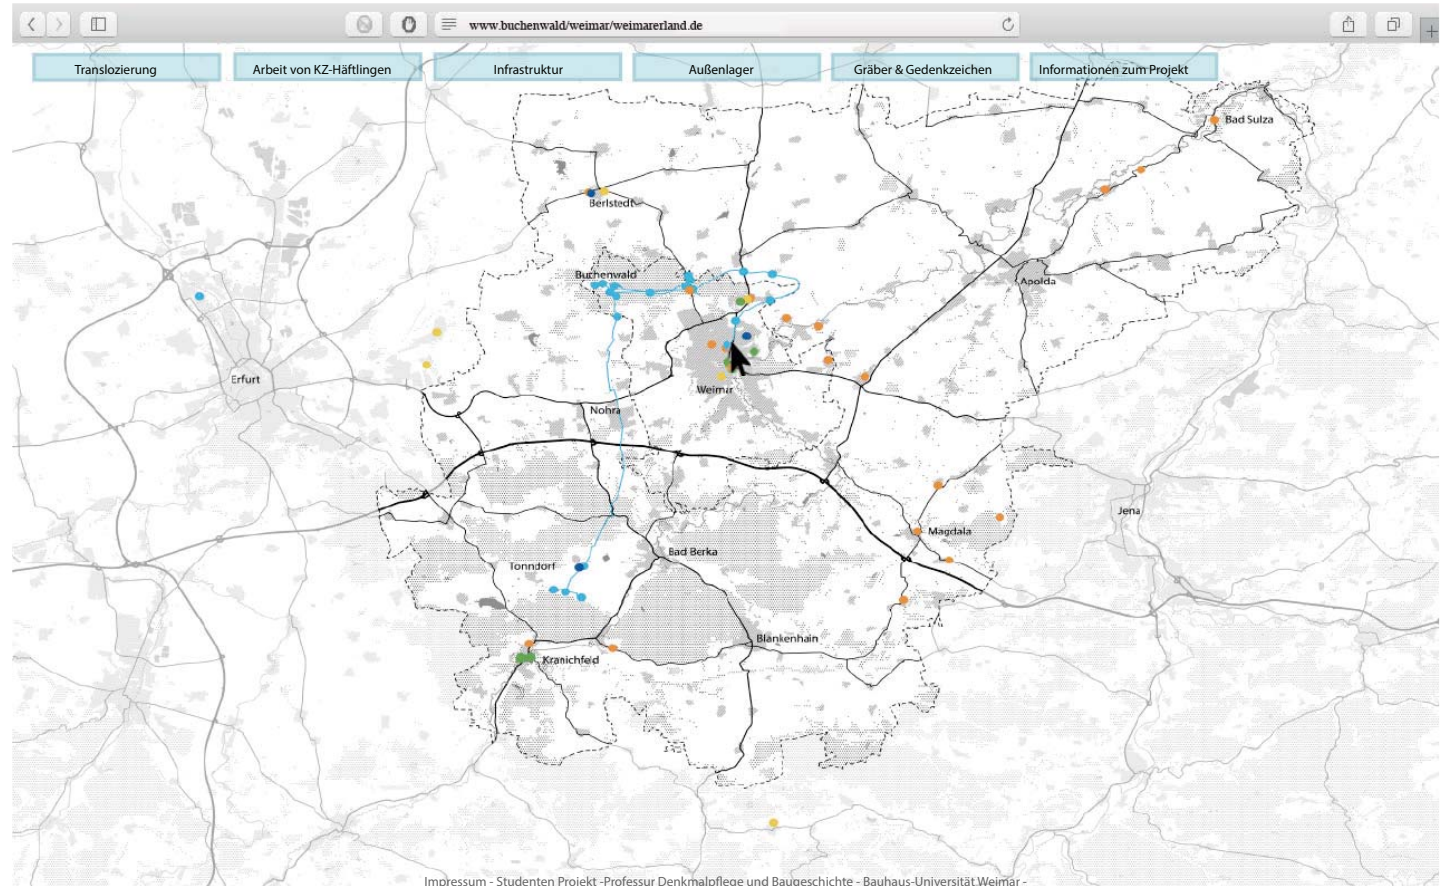 www.buchenwald/weimar/weimarerland.de
Translozierung
Arbeit von KZ-Häftlingen
Infrastruktur
Außenlager
Gräber & Gedenkzeichen
Informationen zum Projekt
Bad Sulza
Berlstedt
Buchenwald
Apolda
Erfurt
Weimar
Nohra
Jena
Magdala
Bad Berka
Tonndorf
Blankenhain
Kranichfeld
Impressum - Studenten Projekt -Professur Denkmalpflege und Baugeschichte - Bauhaus-Universität Weimar -